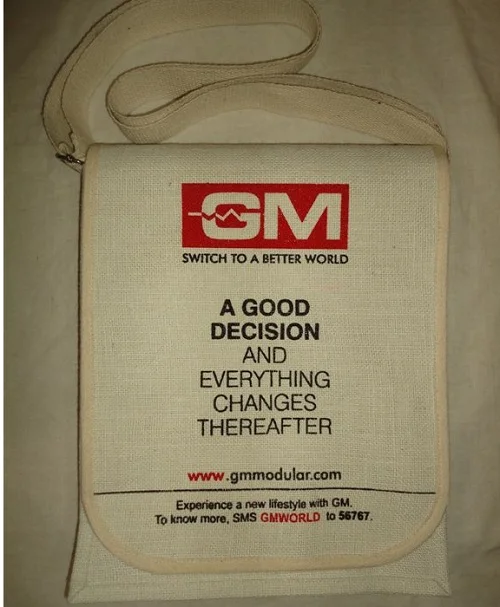 GM
SWITCH TO A BETTER WORLD
A GOOD
DECISION
AND
EVERYTHING
CHANGES
THEREAFTER
www.gmmodular.com
Experience a new lifestyle with GM.
To know more, SMS GMWORLD to 56767.